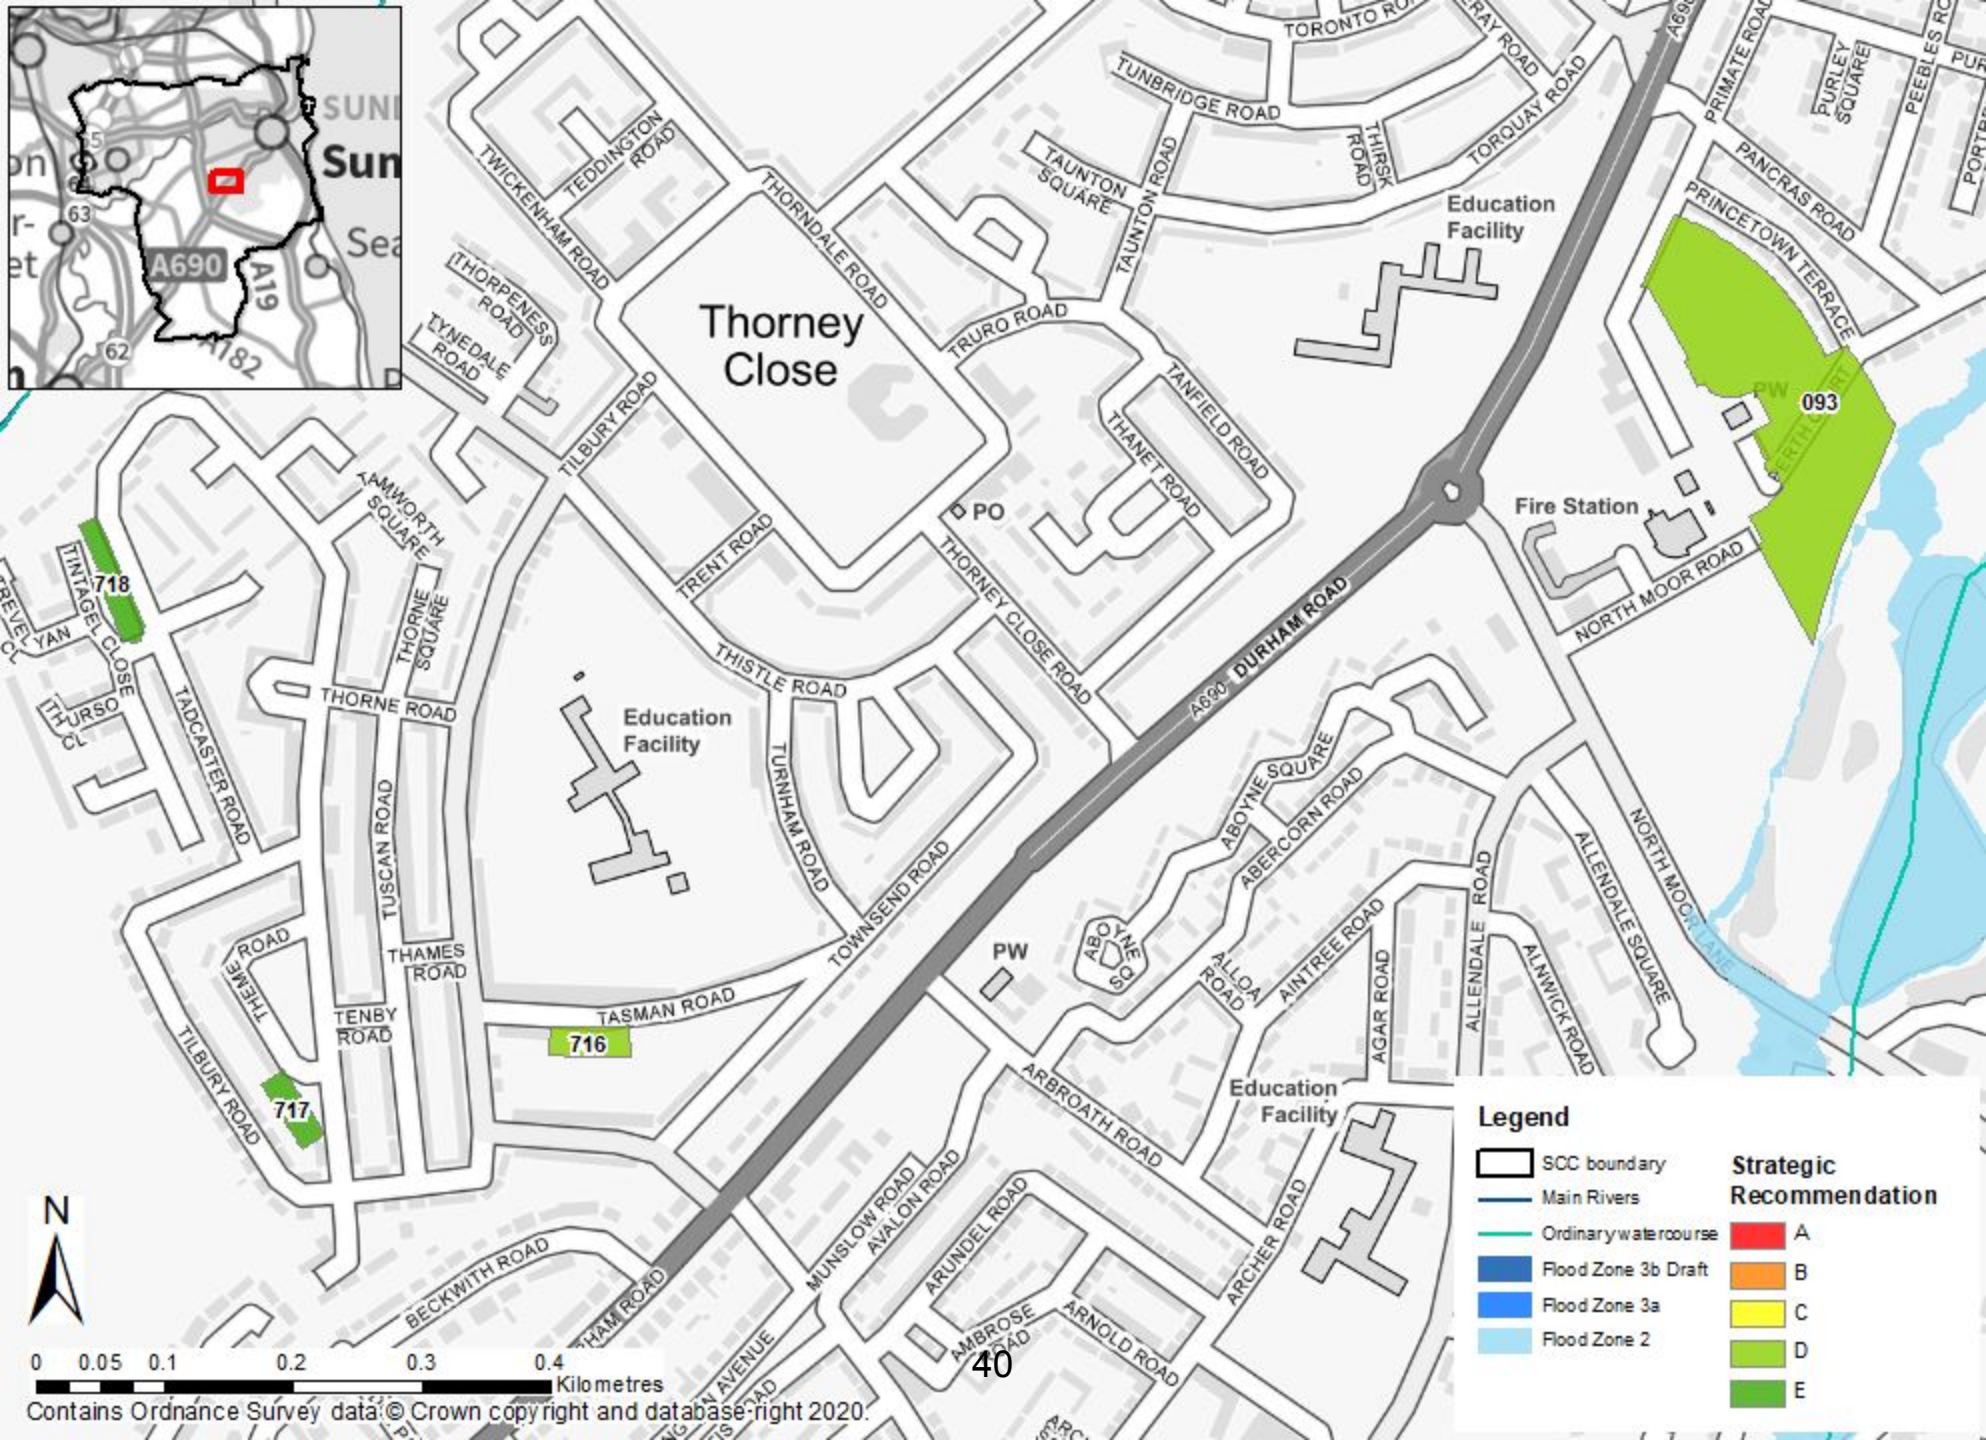 SUN
Sun
Sea
A690
A19
A182
62
63
TORONTO
TUNBRIDGE ROAD
THIRSK
ROAD
TORQUAY ROAD
TAUNTON
SQUARE
TAUNTON ROAD
TEDDINGTON
ROAD
TWICKENHAM ROAD
THORNDALE ROAD
PRIMATE ROAD
PURLEY
SQUARE
PEEBLES
PANCRAS ROAD
PRINCETOWN TERRACE
Education
Facility
THORPENESS
ROAD
TYNEDALE
ROAD
Thorney
Close
TRURO ROAD
TILBURY ROAD
TANFIELD ROAD
THANET ROAD
PW
093
Fire Station
NORTH MOOR ROAD
PO
TAMWORTH
SQUARE
TRENT ROAD
THORNEY CLOSE ROAD
718
TINTAGEL CLOSE
THORNE
SQUARE
THISTLE ROAD
A690 DURHAM ROAD
THURSO
CL
THORNE ROAD
TADCASTER ROAD
Education
Facility
TURNHAM ROAD
TUSCAN ROAD
TOWNSEND ROAD
ABOYNE SQUARE
ABERCORN ROAD
ALLENDALE SQUARE
NORTH MOOR LANE
ALLENDALE ROAD
THEME ROAD
THAMES
ROAD
PW
ABOYNE
SQ
ALLOA
ROAD
AINTREE ROAD
AGAR ROAD
ALNWICK ROAD
TENBY
ROAD
TASMAN ROAD
716
TILBURY ROAD
717
ARBROATH ROAD
Education
Facility
MUNSLOW ROAD
AVALON ROAD
ARUNDEL ROAD
ARCHER ROAD
BECKWITH ROAD
AMBROSE
ROAD
ARNOLD ROAD
AVENUE
N
0 0.05 0.1 0.2 0.3 0.4
Kilometres
40
Contains Ordnance Survey data © Crown copyright and database right 2020.
Legend
SCC boundary
Main Rivers
Ordinary watercourse
Flood Zone 3b Draft
Flood Zone 3a
Flood Zone 2
Strategic
Recommendation
A
B
C
D
E